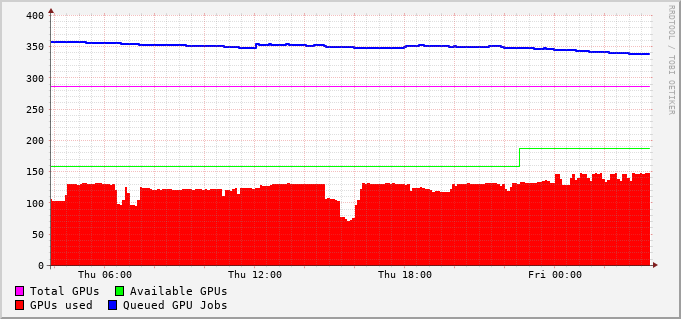 400
350
300
250
200
150
100
50
0
Thu 06:00 Thu 12:00 Thu 18:00 Fri 00:00
Total GPUs Available GPUs
GPUs used Queued GPU Jobs
RRDTOOL / TOBI OETIKER